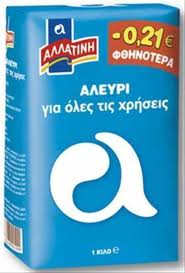 ΑΛΛΑΤΙΝΗ
-0,21€
ΦΘΗΝΟΤΕΡΑ
ΑΛΕΥΡΙ
για όλες τις χρήσεις
α
1 ΚΙΛΟ e